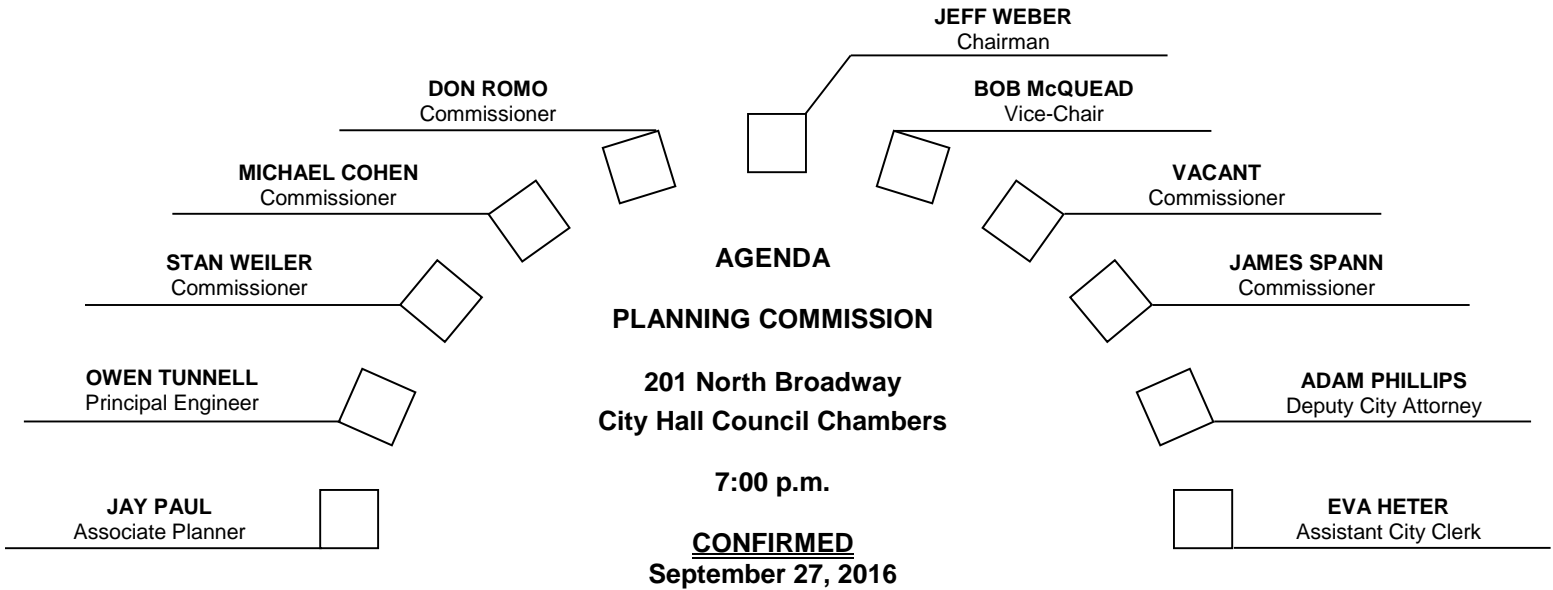 JEFF WEBER
Chairman
DON ROMO
Commissioner
BOB McQUEAD
Vice-Chair
MICHAEL COHEN
Commissioner
VACANT
Commissioner
STAN WEILER
Commissioner
JAMES SPANN
Commissioner
OWEN TUNNELL
Principal Engineer
ADAM PHILLIPS
Deputy City Attorney
JAY PAUL
Associate Planner
EVA HETER
Assistant City Clerk
AGENDA
PLANNING COMMISSION
201 North Broadway
City Hall Council Chambers
7:00 p.m.
CONFIRMED
September 27, 2016